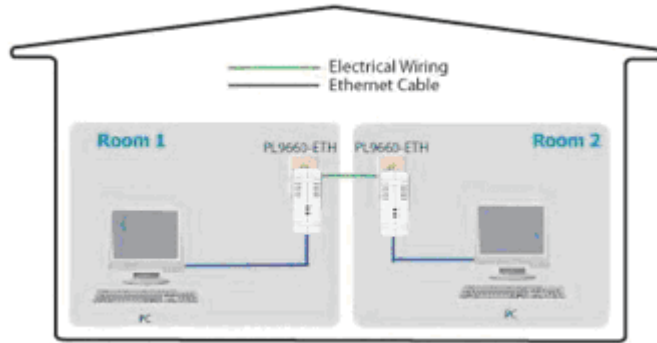 Electrical Wiring
Ethernet Cable
Room 1
PL9660-ETH
PL9660-ETH
Room 2
PC
PC